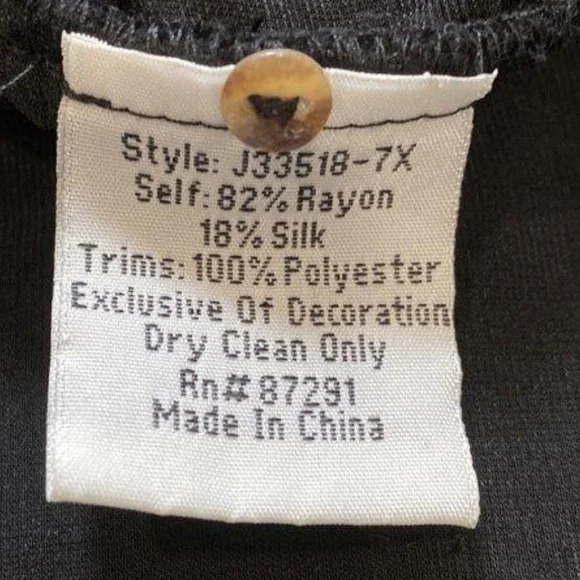 Style: J33518-7X
Self: 82% Rayon
18% Silk
Trims: 100% Polyester
Exclusive Of Decoration
Dry Clean Only
Rn# 87291
Made In China